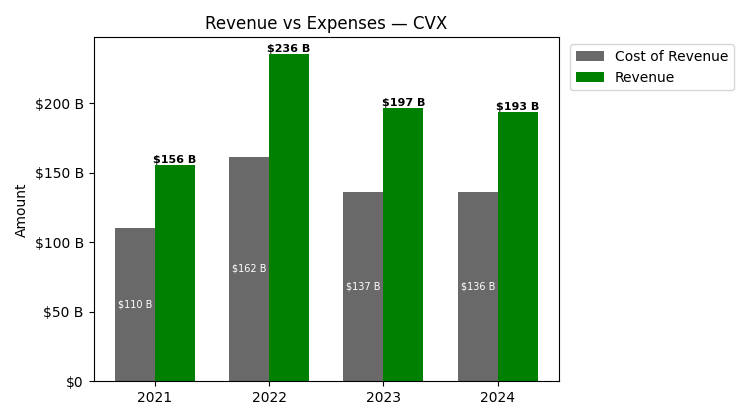 Revenue vs Expenses — CVX
Cost of Revenue
Revenue
Amount
$200 B
$150 B
$100 B
$50 B
$0
$156 B
$236 B
$197 B
$193 B
$110 B
$162 B
$137 B
$136 B
2021
2022
2023
2024